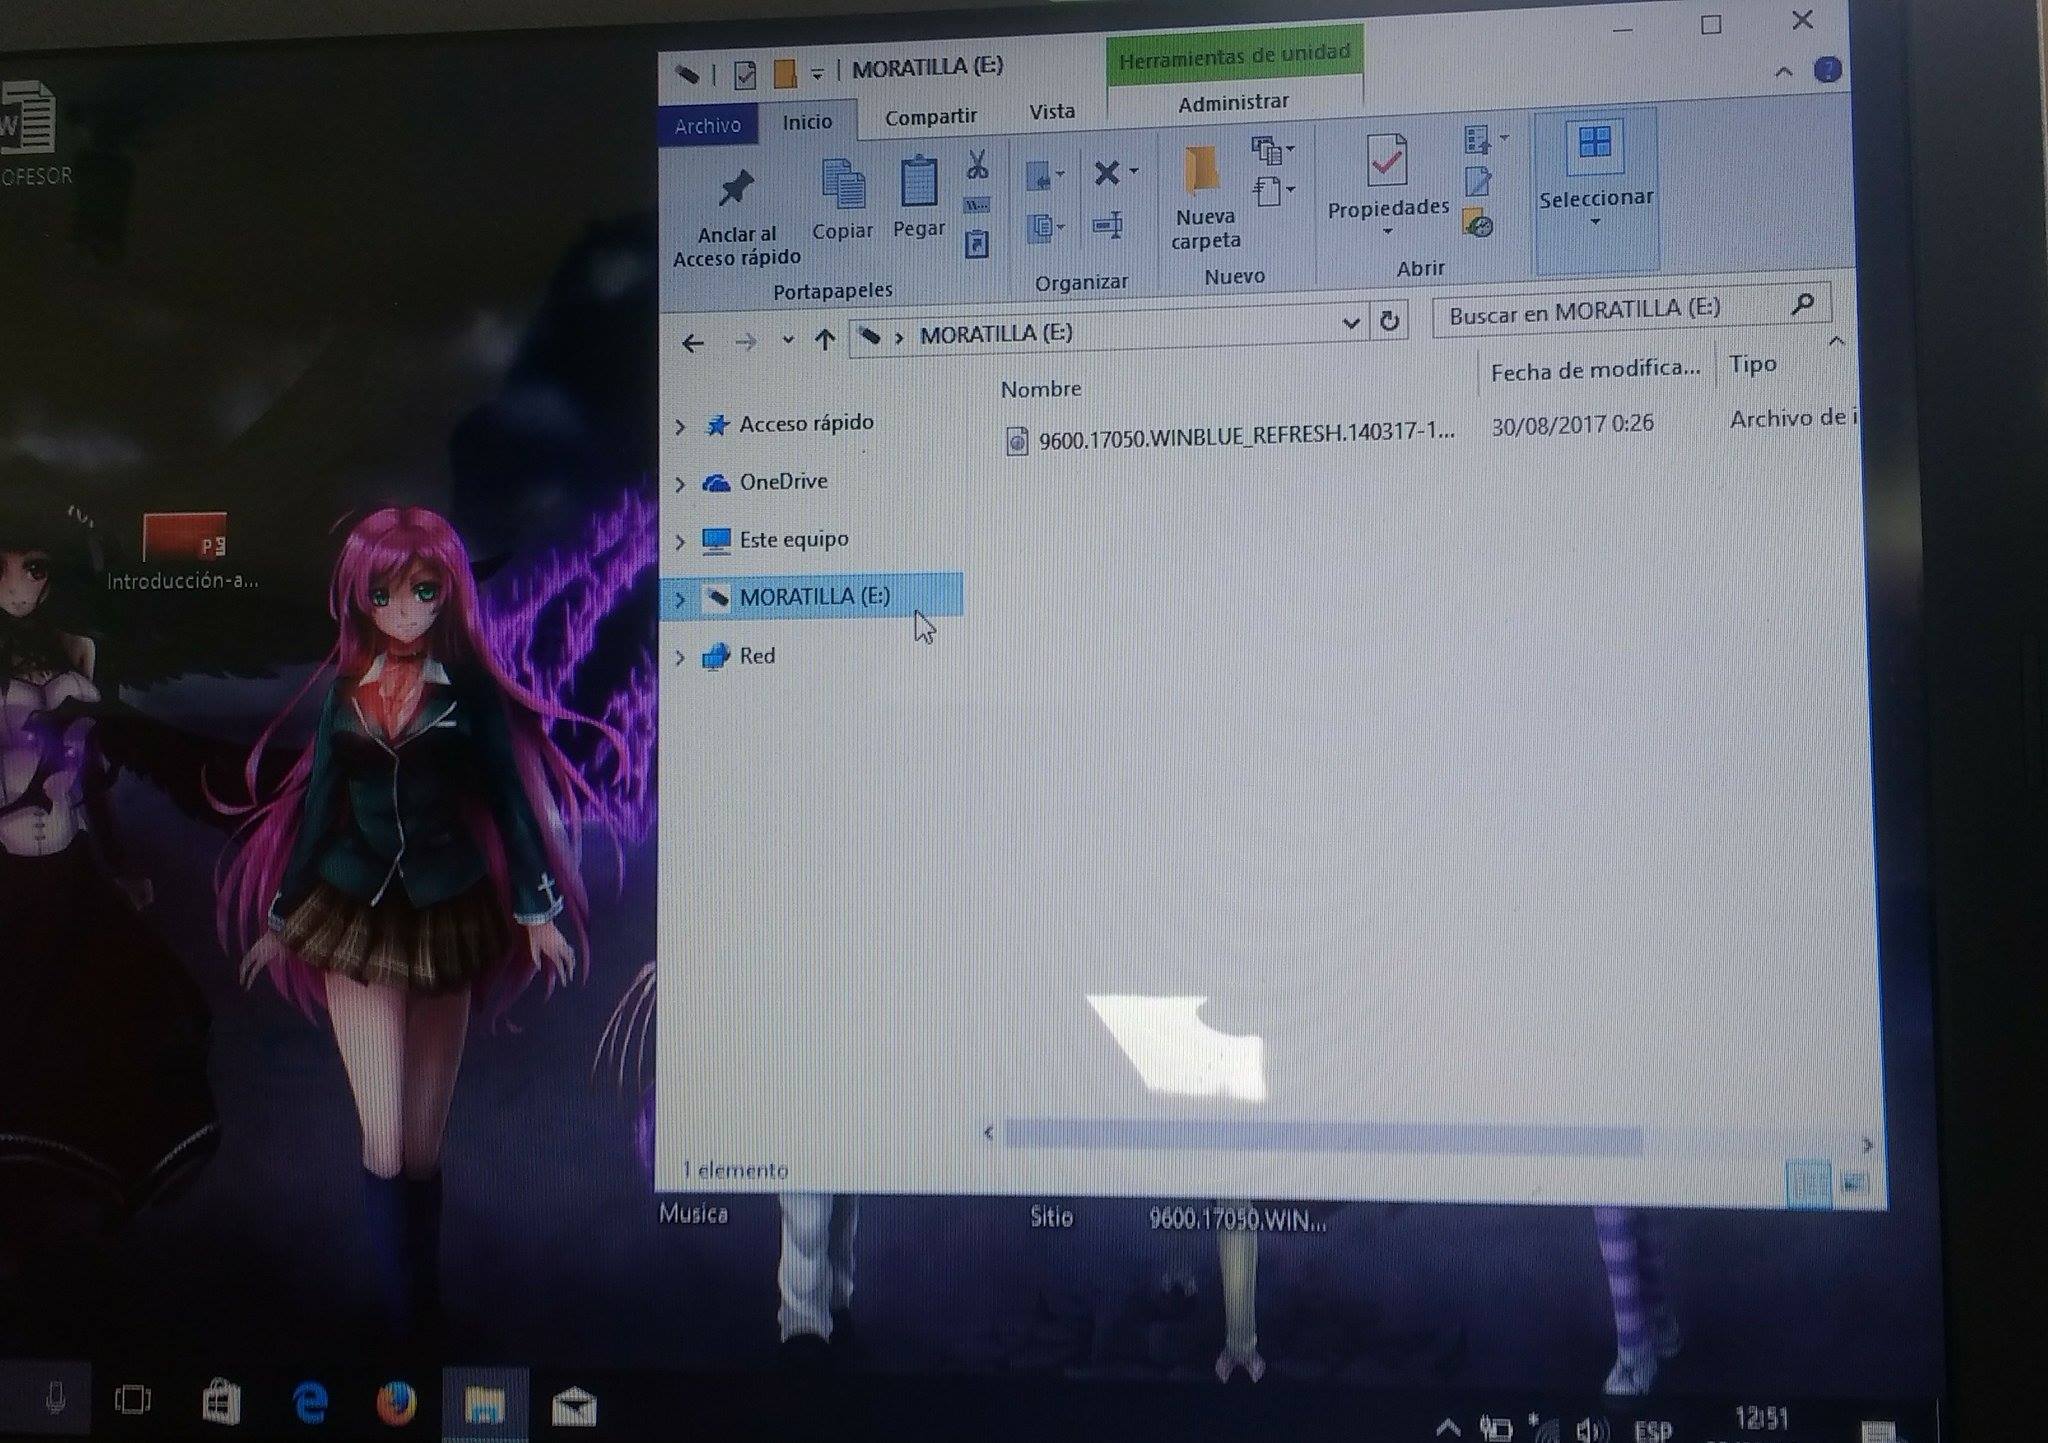 MORATILLA (E:)
Herramientas de unidad
Archivo
Inicio
Compartir
Vista
Administrar
Anclar al
Acceso rápido
Copiar
Pegar
Portapapeles
Organizar
Nueva
carpeta
Nuevo
Propiedades
Abrir
Seleccionar
MORATILLA (E:)
Buscar en MORATILLA (E:)
Nombre
Fecha de modifica...
Tipo
9600.17050.WINBLUE_REFRESH.140317-1...
30/08/2017 0:26
Archivo de i
Acceso rápido
OneDrive
Este equipo
MORATILLA (E:)
Red
1 elemento
OFESOR
Introducción-a...
Musica
Sitio
9600.17050.WIN...
ESP
12:51